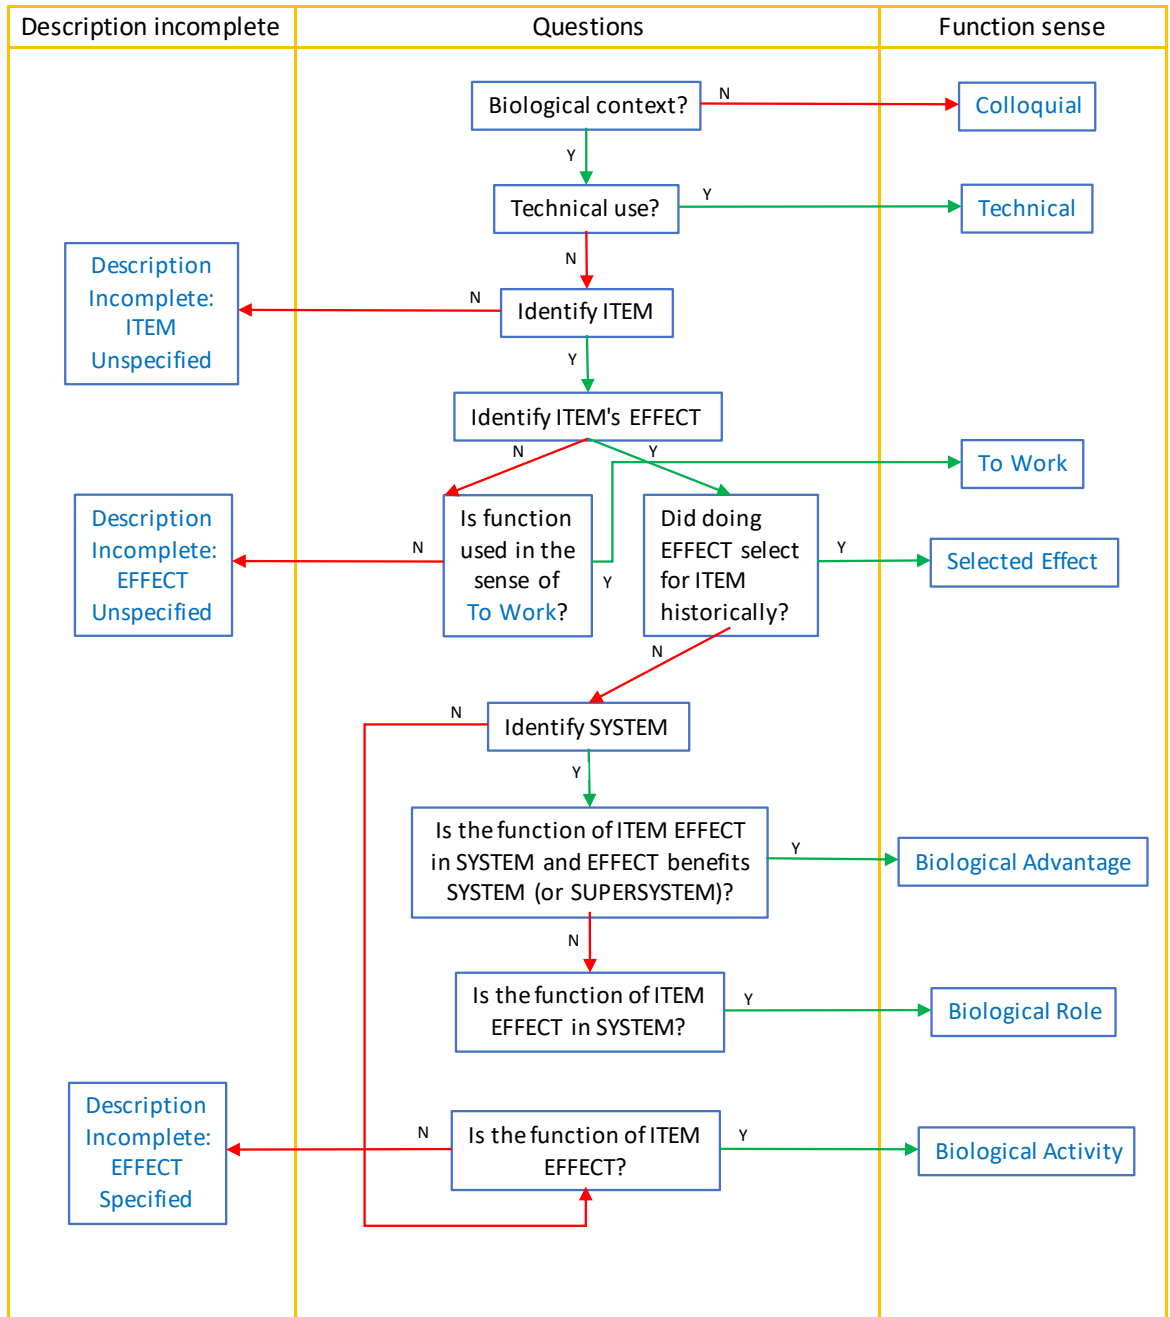 Description incomplete
Questions
Function sense
Biological context?
N
Colloquial
Y
Technical use?
Y
Technical
N
Description
Incomplete:
ITEM
Unspecified
N
Identify ITEM
Y
Identify ITEM's EFFECT
N
Y
To Work
Description
Incomplete:
EFFECT
Unspecified
N
Is function
used in the
sense of
To Work?
Y
Did doing
EFFECT select
for ITEM
historically?
Y
Selected Effect
N
N
Identify SYSTEM
Y
Is the function of ITEM EFFECT
in SYSTEM and EFFECT benefits
SYSTEM (or SUPERSYSTEM)?
Y
Biological Advantage
N
Is the function of ITEM
EFFECT in SYSTEM?
Y
Biological Role
Description
Incomplete:
EFFECT
Specified
N
Is the function of ITEM
EFFECT?
Y
Biological Activity